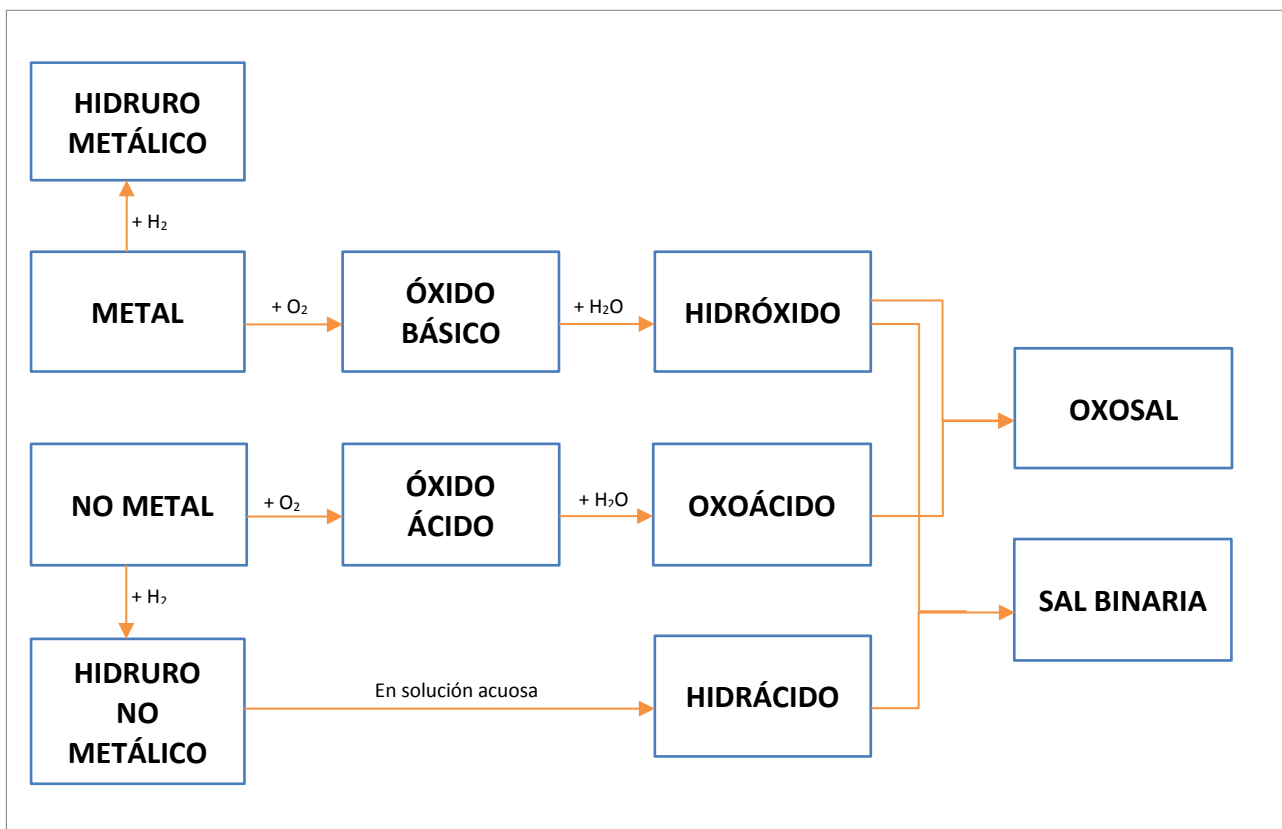 HIDRURO
METÁLICO
+ H₂
METAL
+ O₂
ÓXIDO
BÁSICO
+ H₂O
HIDRÓXIDO
OXOSAL
NO METAL
+ O₂
ÓXIDO
ÁCIDO
+ H₂O
OXOÁCIDO
SAL BINARIA
+ H₂
HIDRURO
NO
METÁLICO
En solución acuosa
HIDRÁCIDO